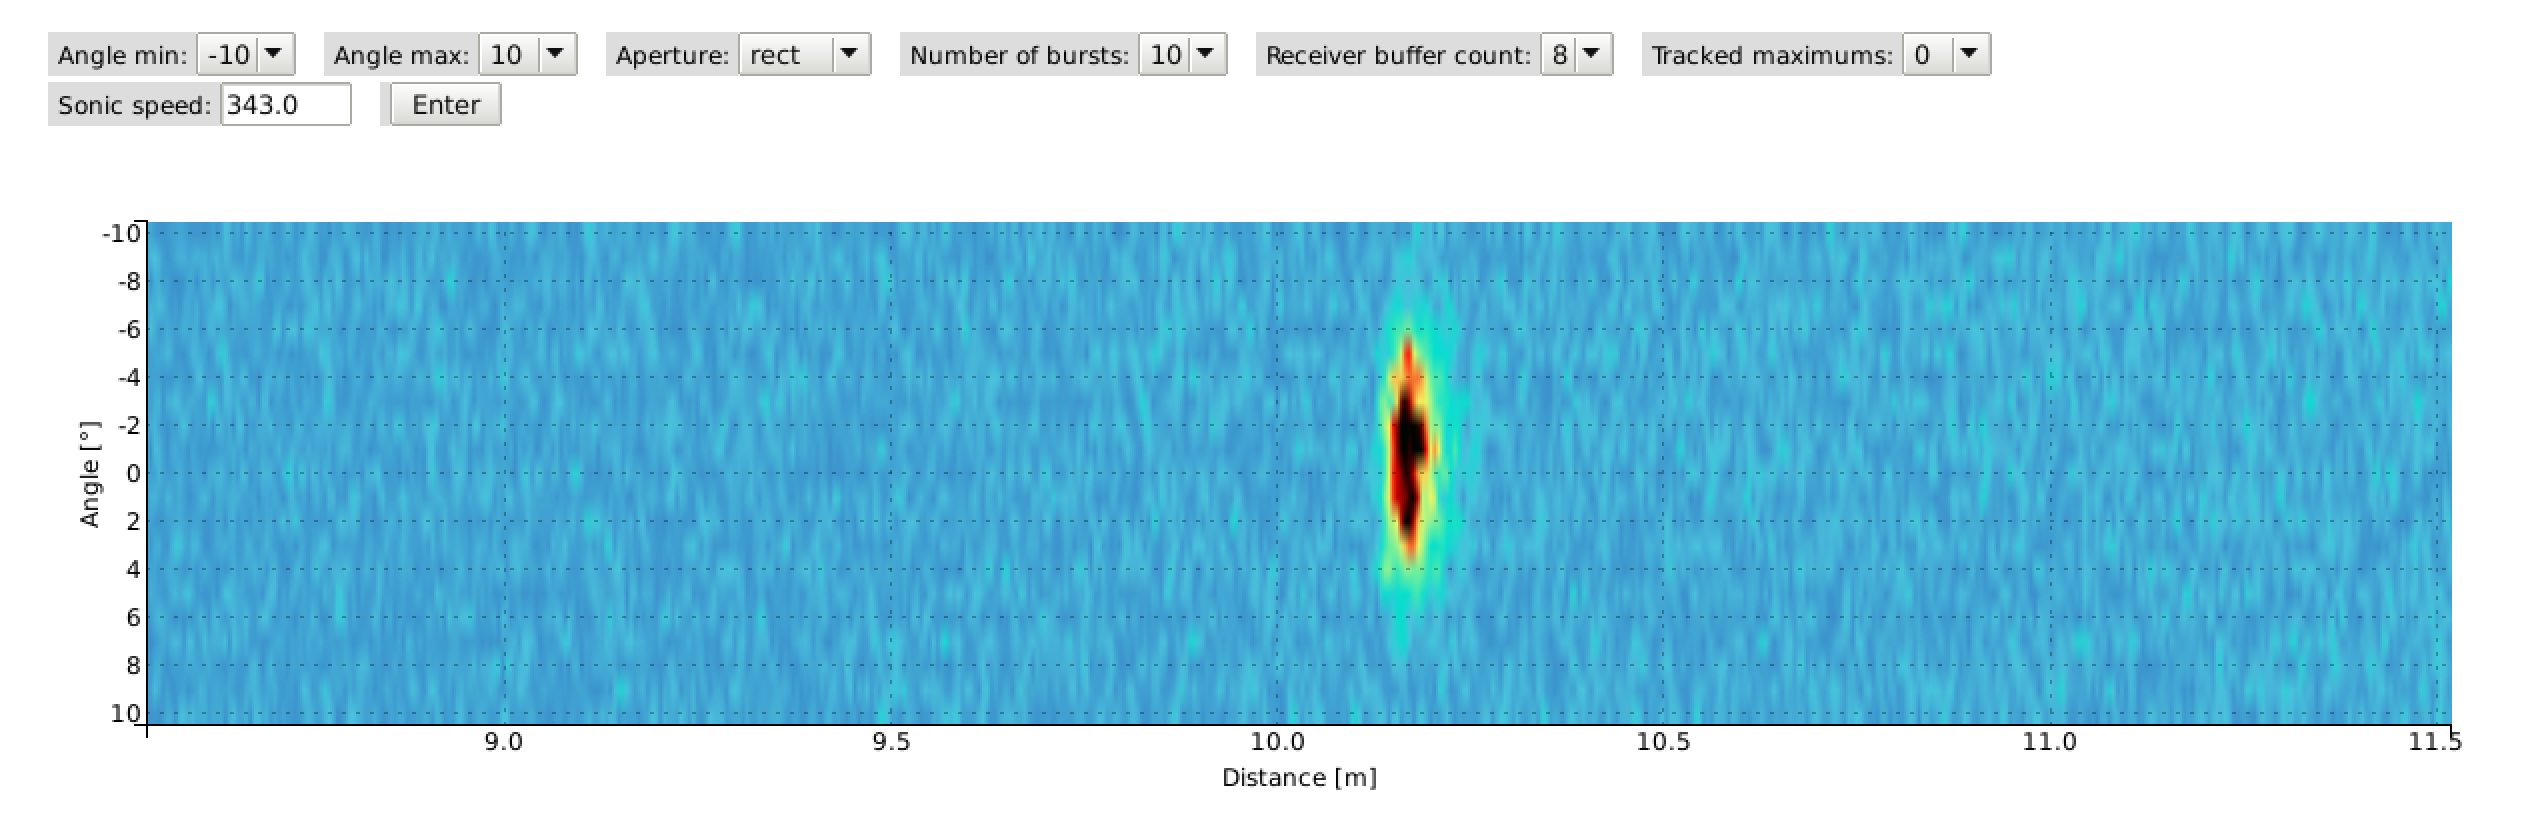 Angle min: -10 Angle max: 10 Aperture: rect Number of bursts: 10 Receiver buffer count: 8 Tracked maximums: 0
Sonic speed: 343.0 Enter
-10
-8
-6
-4
-2
0
2
4
6
8
10
Angle [°]
9.0 9.5 10.0 10.5 11.0 11.5
Distance [m]